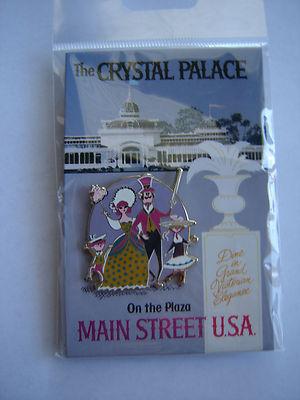 The CRYSTAL PALACE
Dine
in
Grand
Victorian
Elegance
On the Plaza
MAIN STREET U.S.A.